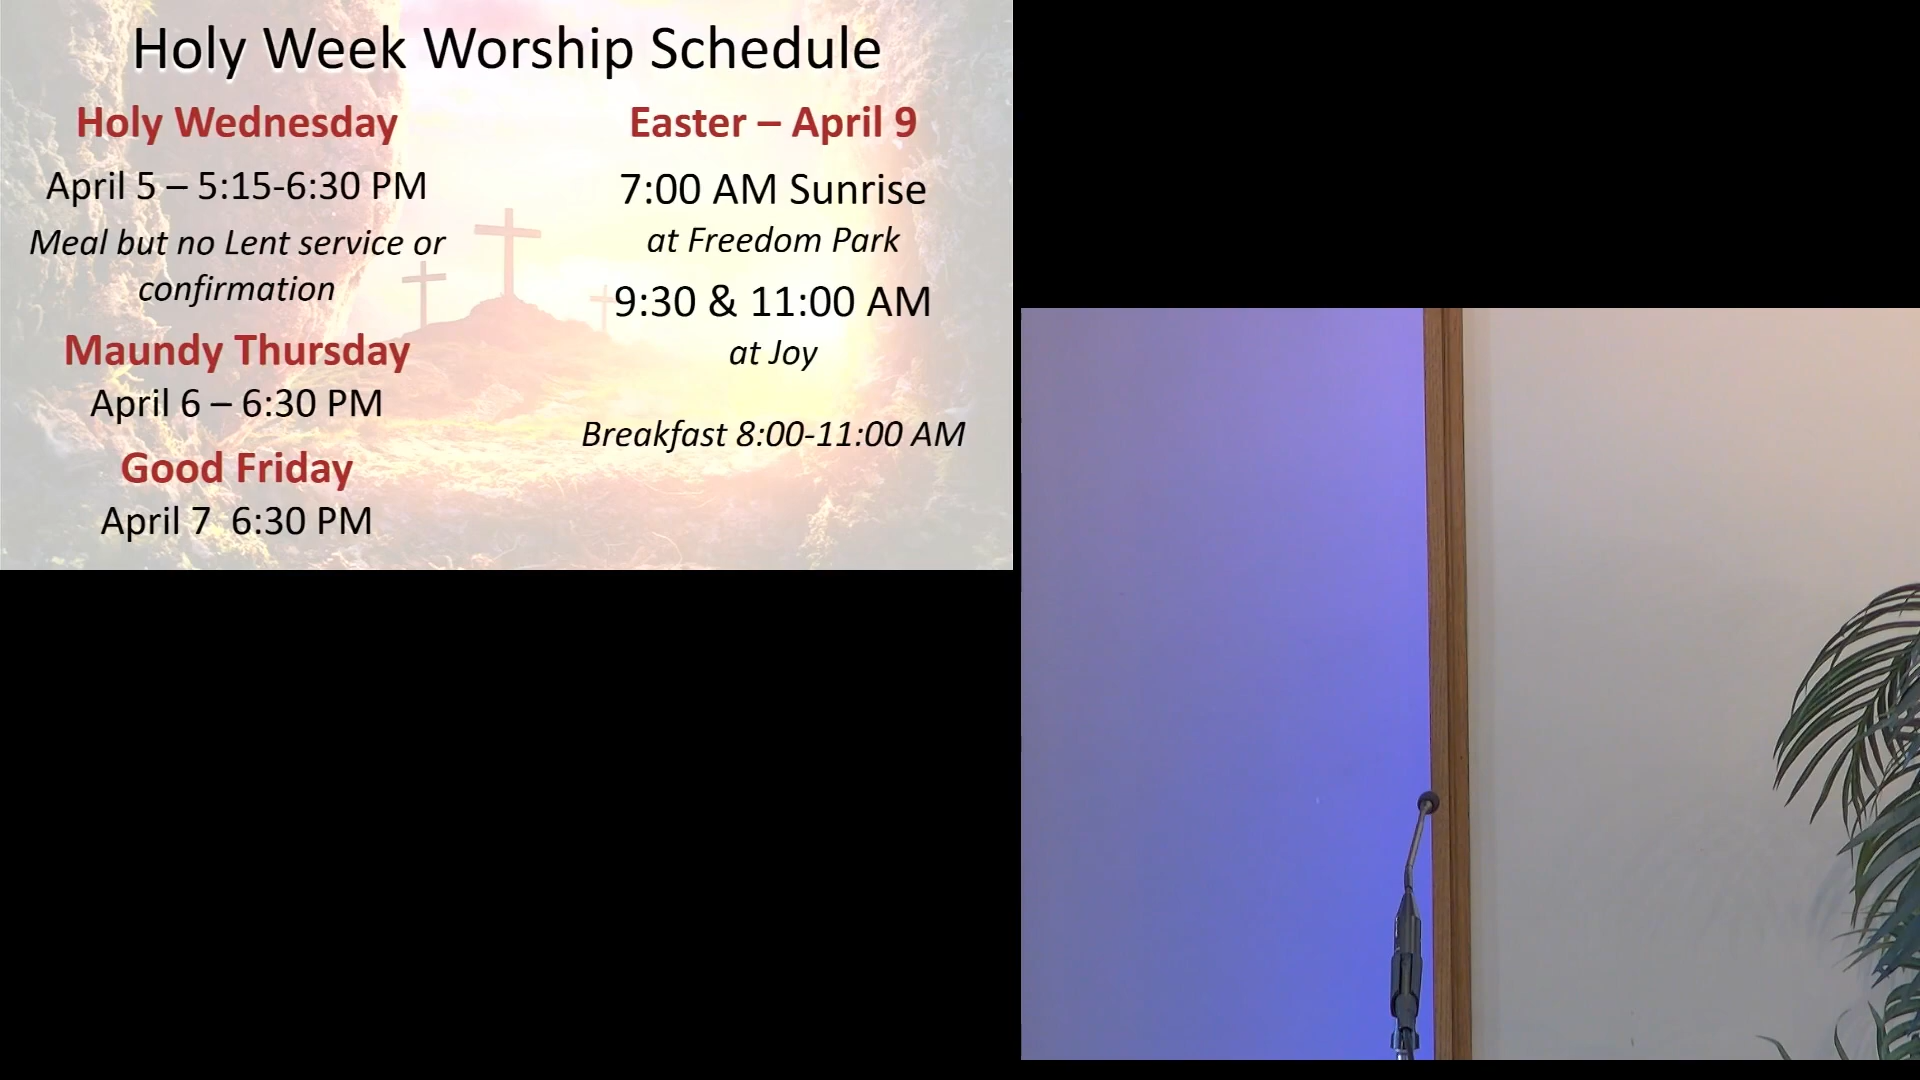 Holy Week Worship Schedule
Holy Wednesday
April 5 – 5:15-6:30 PM
Meal but no Lent service or
confirmation
Maundy Thursday
April 6 – 6:30 PM
Good Friday
April 7  6:30 PM
Easter – April 9
7:00 AM Sunrise
at Freedom Park
9:30 & 11:00 AM
at Joy
Breakfast 8:00-11:00 AM